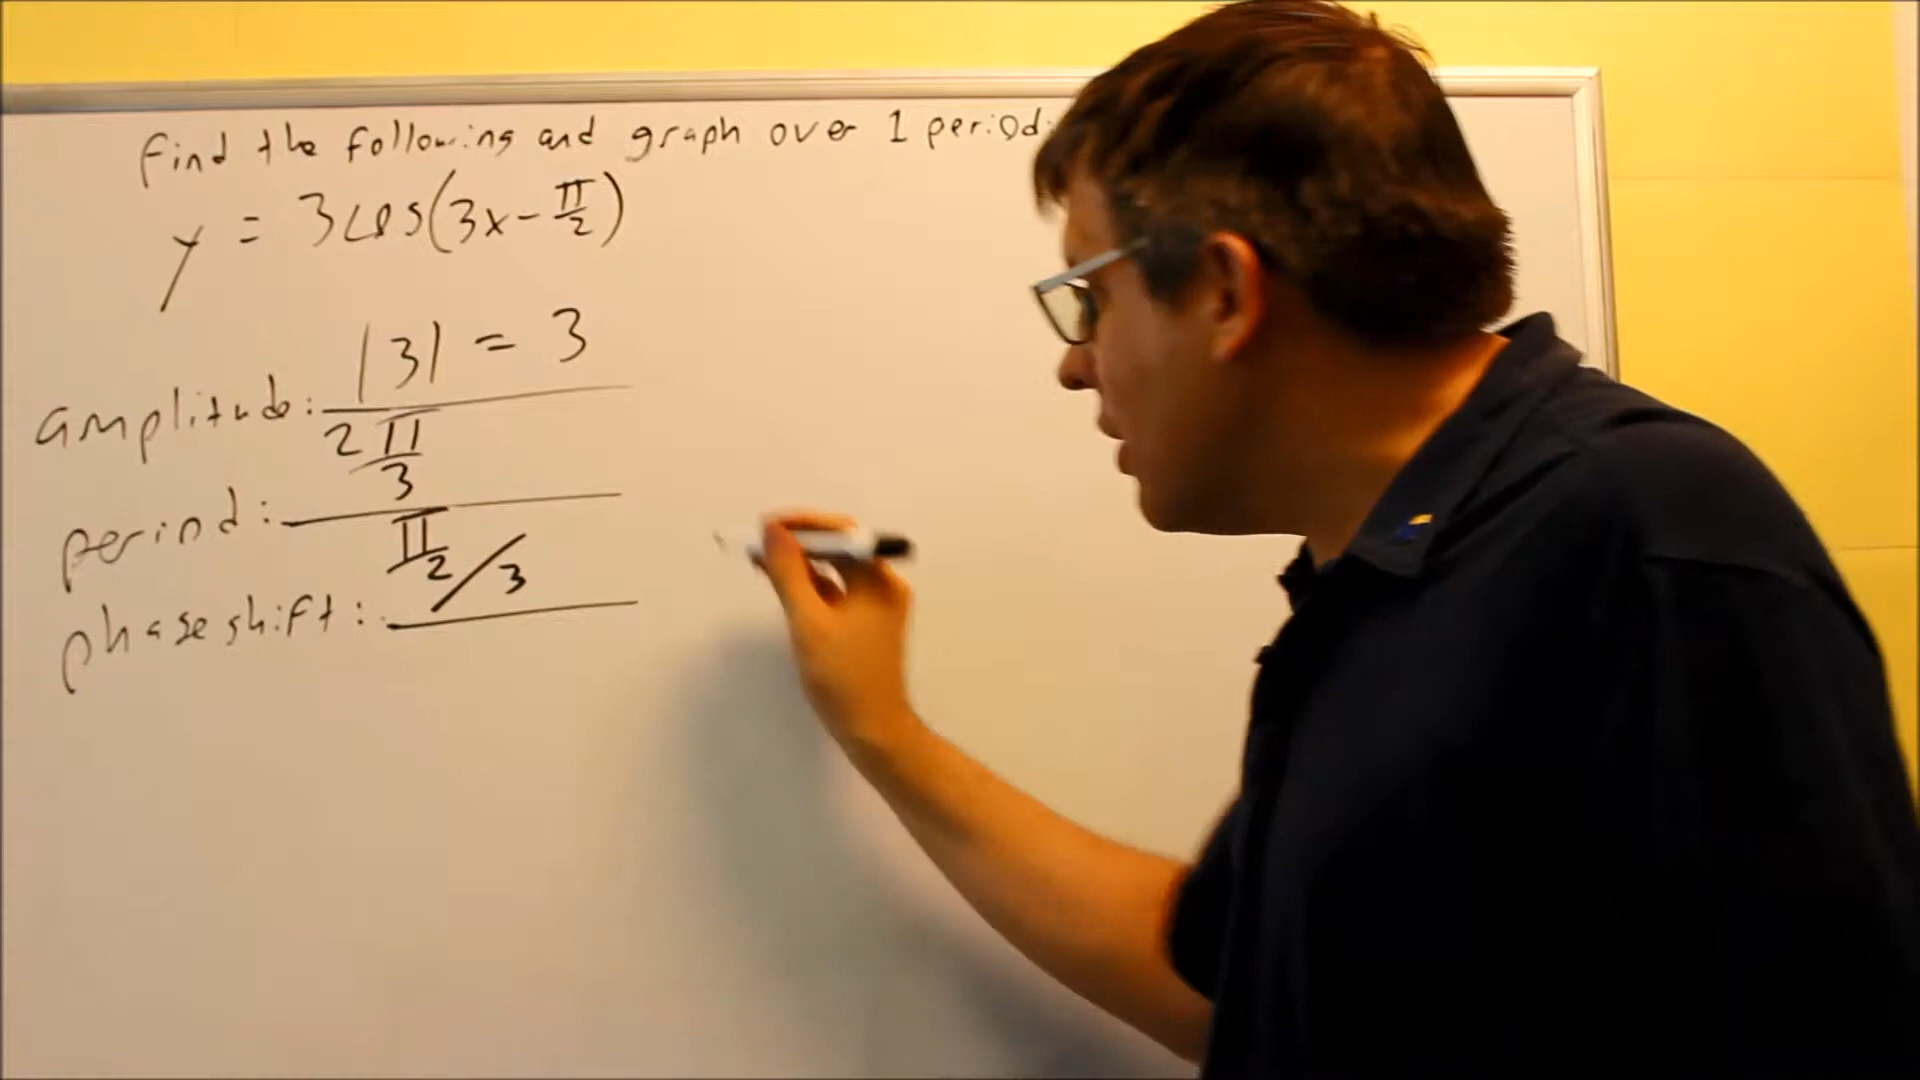 find the following and graph over 1 period:
y = 3cos(3x - π/2)
amplitude: |3| = 3
period: 2π/3
phase shift: π/2/3